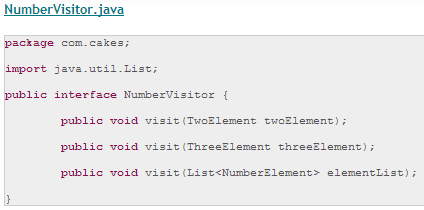 NumberVisitor.java
package com.cakes;
import java.util.List;
public interface NumberVisitor {
public void visit(TwoElement twoElement);
public void visit(ThreeElement threeElement);
public void visit(List<NumberElement> elementList);
}